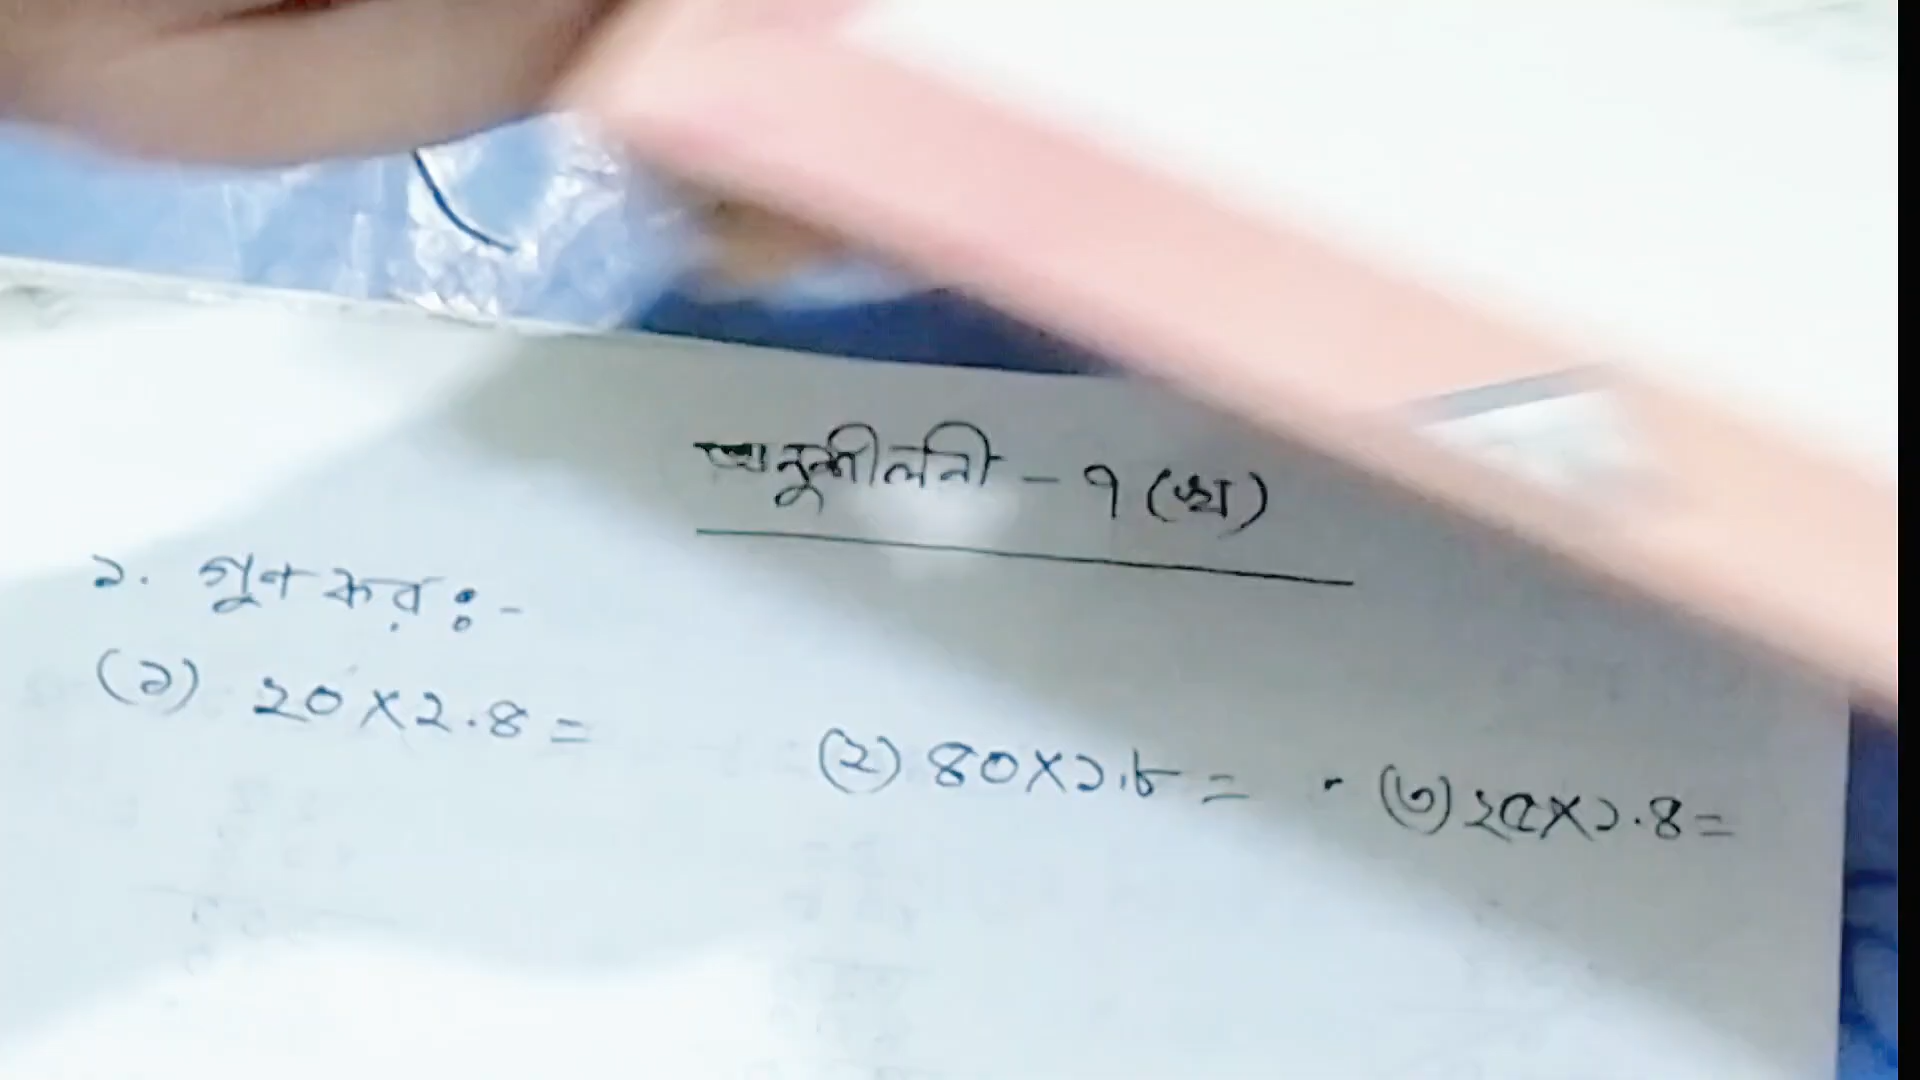 অনুশীলনী - ৭ (খ)
১. গুণ কর :-
(১) ২০ X ২.৪ =
(২) ৪০ X ১.৮ =
(৩) ২৫ X ১.৪ =